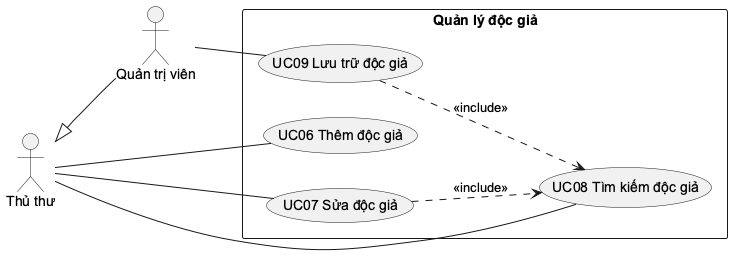 Quản lý độc giả
Quản trị viên
UC09 Lưu trữ độc giả
«include»
UC06 Thêm độc giả
Thủ thư
UC07 Sửa độc giả
«include»
UC08 Tìm kiếm độc giả